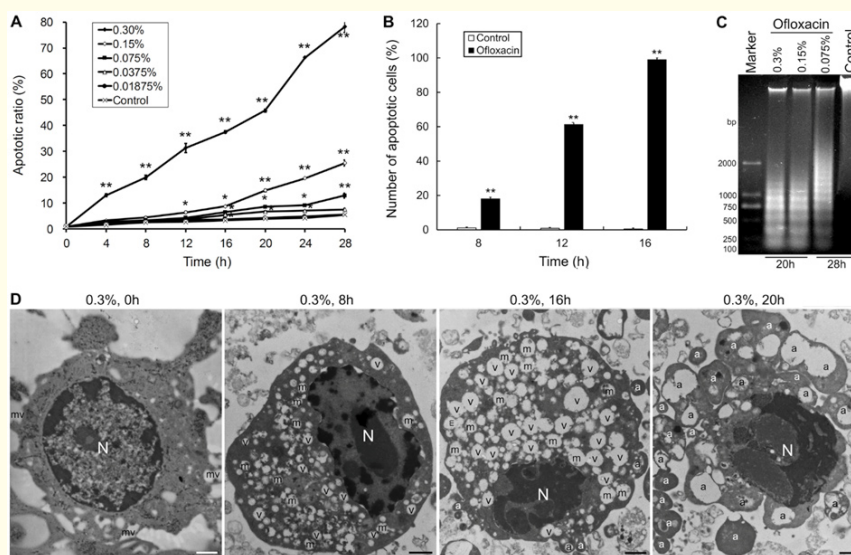 A
Apototic ratio (%)
80
70
60
50
40
30
20
10
0
0.30%
0.15%
0.075%
0.0375%
0.01875%
Control
** ** ** ** ** ** **
* * ** ** **
* * * **
0 4 8 12 16 20 24 28
Time (h)
B
Number of apoptotic cells (%)
120
100
80
60
40
20
0
Control
Ofloxacin
** ** **
8 12 16
Time (h)
C
Ofloxacin
Marker
0.3%
0.15%
0.075%
Control
bp
2000
1000
750
500
250
100
20h 28h
D
0.3%, 0h 0.3%, 8h 0.3%, 16h 0.3%, 20h
N mv mv mv
N v m
N v m E a
N a